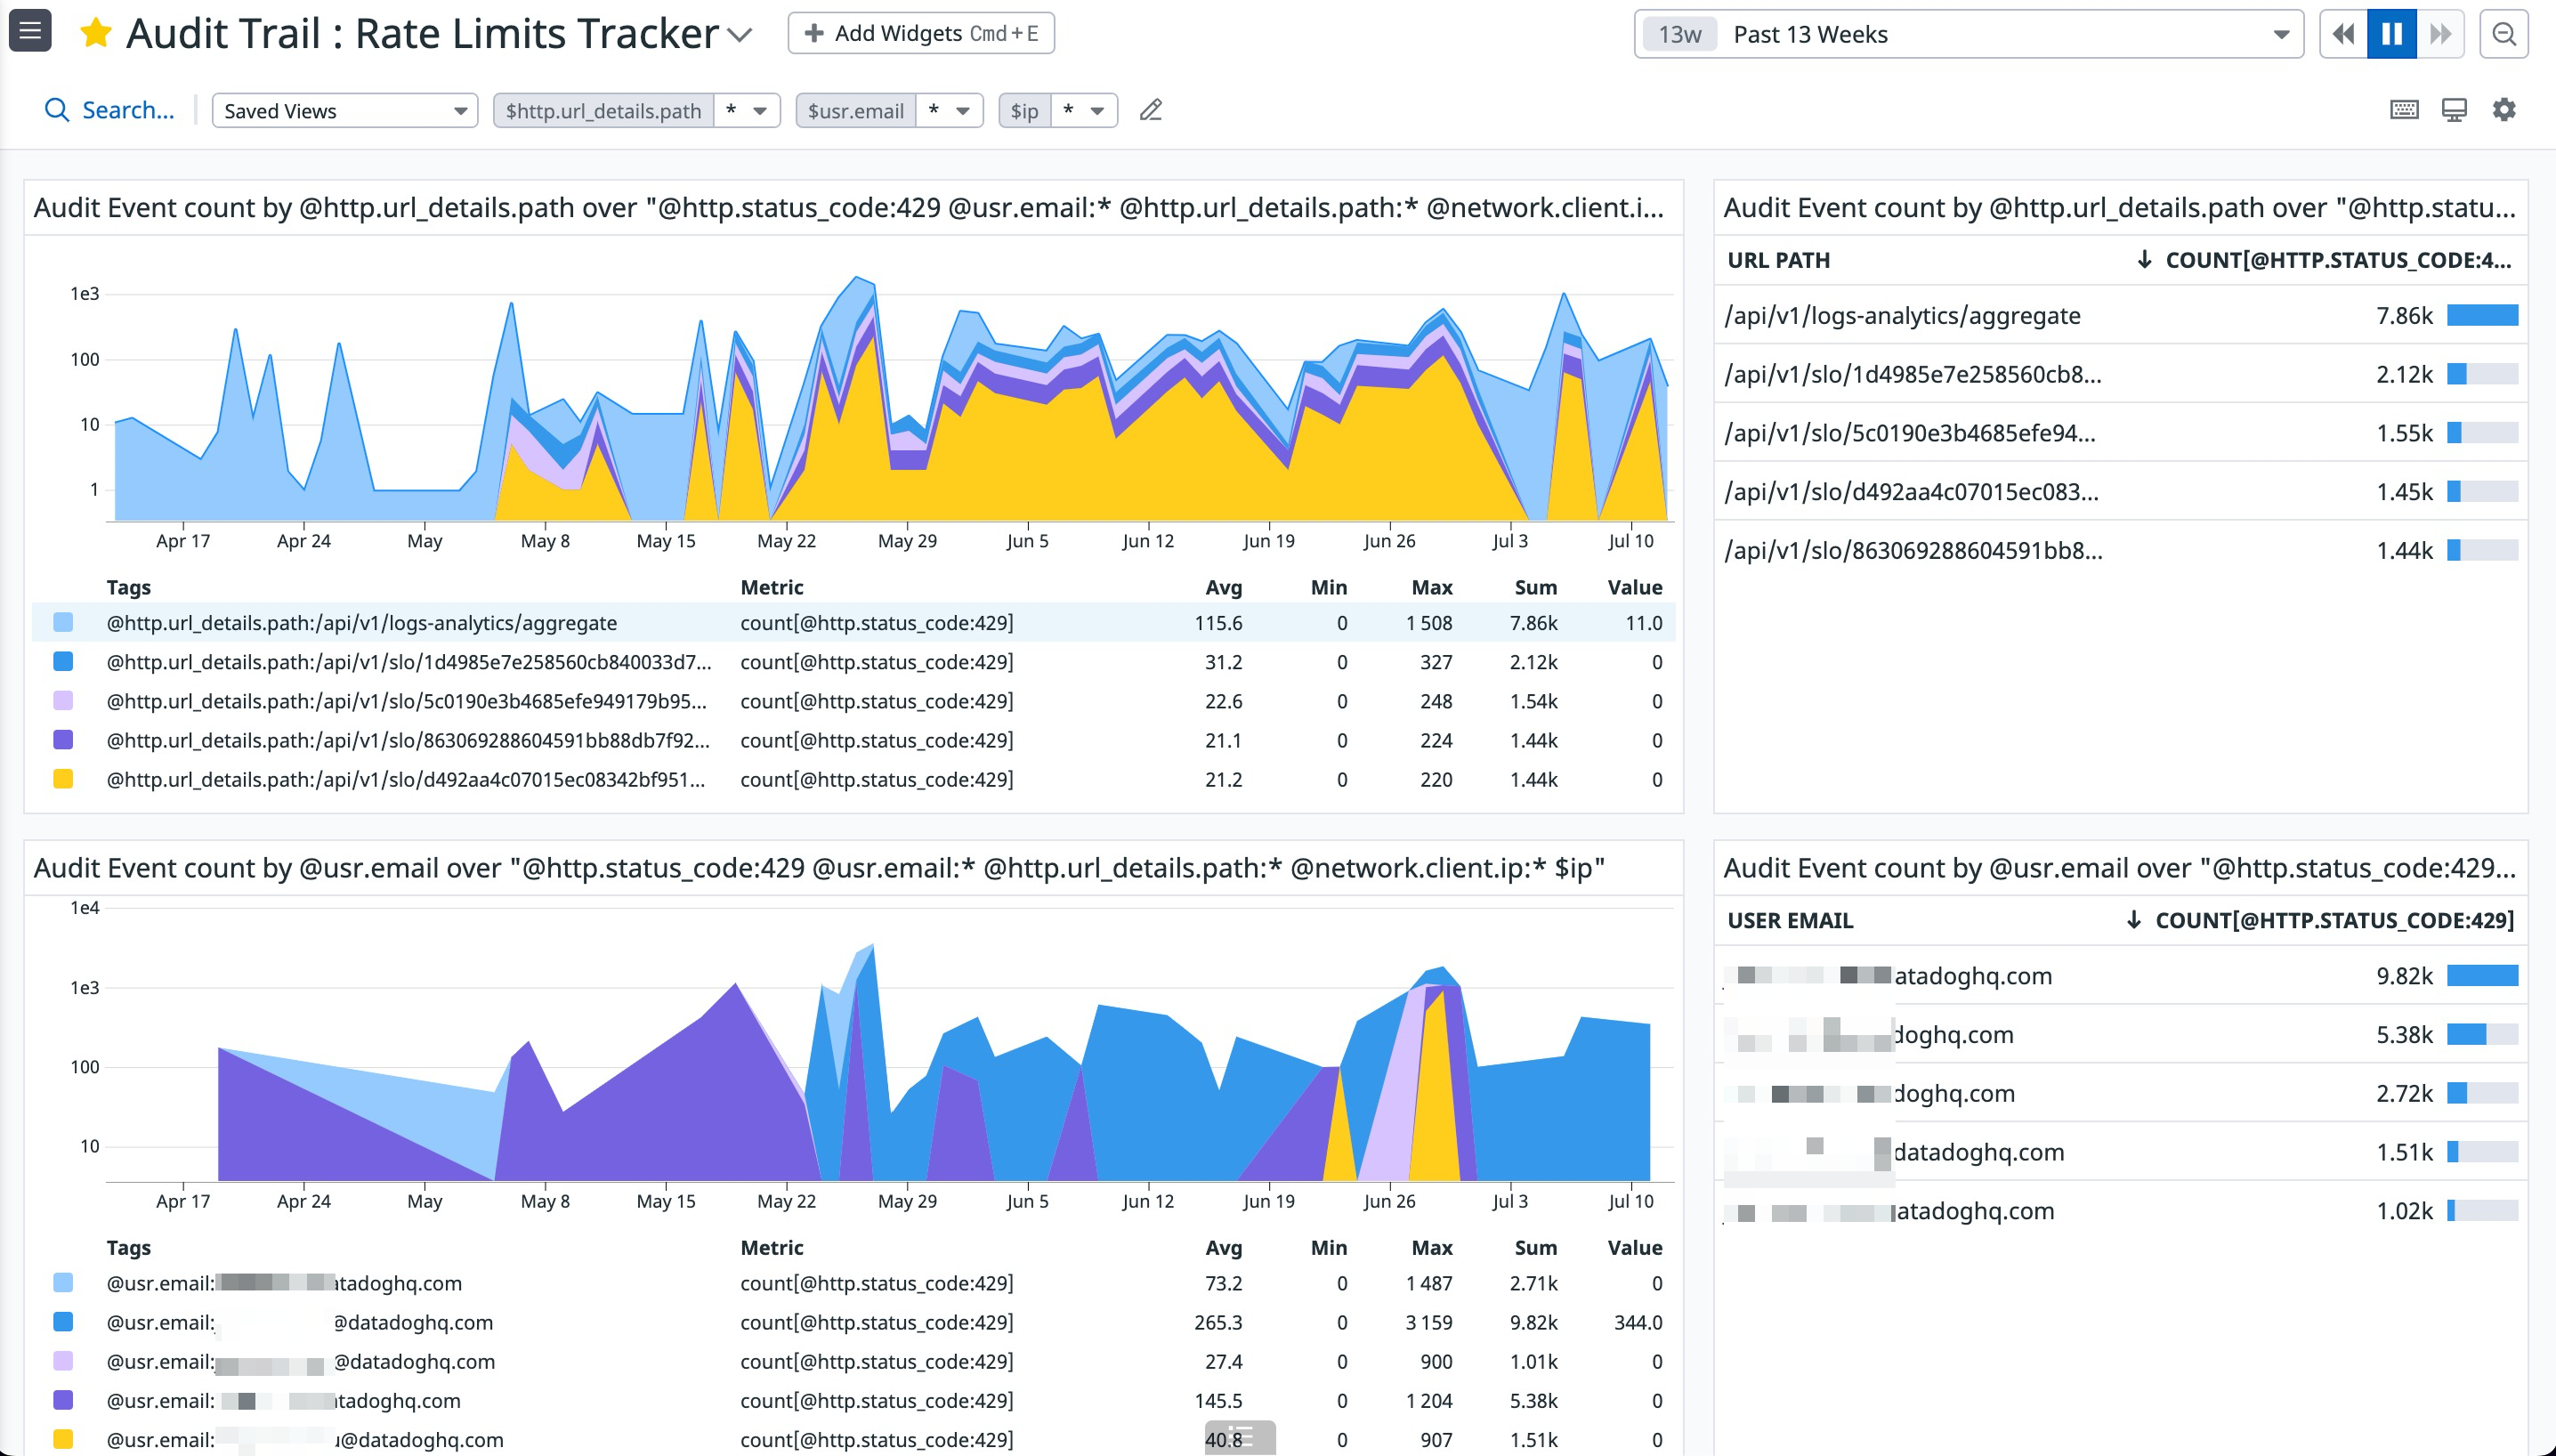 Audit Trail : Rate Limits Tracker
Add Widgets Cmd + E
13w Past 13 Weeks
Search...
Saved Views
$http.url_details.path *
$usr.email *
$ip *
Audit Event count by @http.url_details.path over "@http.status_code:429 @usr.email:* @http.url_details.path:* @network.client.i...
1e3
100
10
1
Apr 17 Apr 24 May May 8 May 15 May 22 May 29 Jun 5 Jun 12 Jun 19 Jun 26 Jul 3 Jul 10
Tags Metric Avg Min Max Sum Value
@http.url_details.path:/api/v1/logs-analytics/aggregate count[@http.status_code:429] 115.6 0 1 508 7.86k 11.0
@http.url_details.path:/api/v1/slo/1d4985e7e258560cb840033d7... count[@http.status_code:429] 31.2 0 327 2.12k 0
@http.url_details.path:/api/v1/slo/5c0190e3b4685efe949179b95... count[@http.status_code:429] 22.6 0 248 1.54k 0
@http.url_details.path:/api/v1/slo/863069288604591bb88db7f92... count[@http.status_code:429] 21.1 0 224 1.44k 0
@http.url_details.path:/api/v1/slo/d492aa4c07015ec08342bf951... count[@http.status_code:429] 21.2 0 220 1.44k 0
Audit Event count by @http.url_details.path over "@http.statu...
URL PATH COUNT[@HTTP.STATUS_CODE:4...
/api/v1/logs-analytics/aggregate 7.86k
/api/v1/slo/1d4985e7e258560cb8... 2.12k
/api/v1/slo/5c0190e3b4685efe94... 1.55k
/api/v1/slo/d492aa4c07015ec083... 1.45k
/api/v1/slo/863069288604591bb8... 1.44k
Audit Event count by @usr.email over "@http.status_code:429 @usr.email:* @http.url_details.path:* @network.client.ip:* $ip"
1e4
1e3
100
10
Apr 17 Apr 24 May May 8 May 15 May 22 May 29 Jun 5 Jun 12 Jun 19 Jun 26 Jul 3 Jul 10
Tags Metric Avg Min Max Sum Value
@usr.email: atadoghq.com count[@http.status_code:429] 73.2 0 1 487 2.71k 0
@usr.email: @datadoghq.com count[@http.status_code:429] 265.3 0 3 159 9.82k 344.0
@usr.email: @datadoghq.com count[@http.status_code:429] 27.4 0 900 1.01k 0
@usr.email: atadoghq.com count[@http.status_code:429] 145.5 0 1 204 5.38k 0
@usr.email: @datadoghq.com count[@http.status_code:429] 40.8 0 907 1.51k 0
Audit Event count by @usr.email over "@http.status_code:429...
USER EMAIL COUNT[@HTTP.STATUS_CODE:429]
atadoghq.com 9.82k
doghq.com 5.38k
doghq.com 2.72k
datadoghq.com 1.51k
atadoghq.com 1.02k